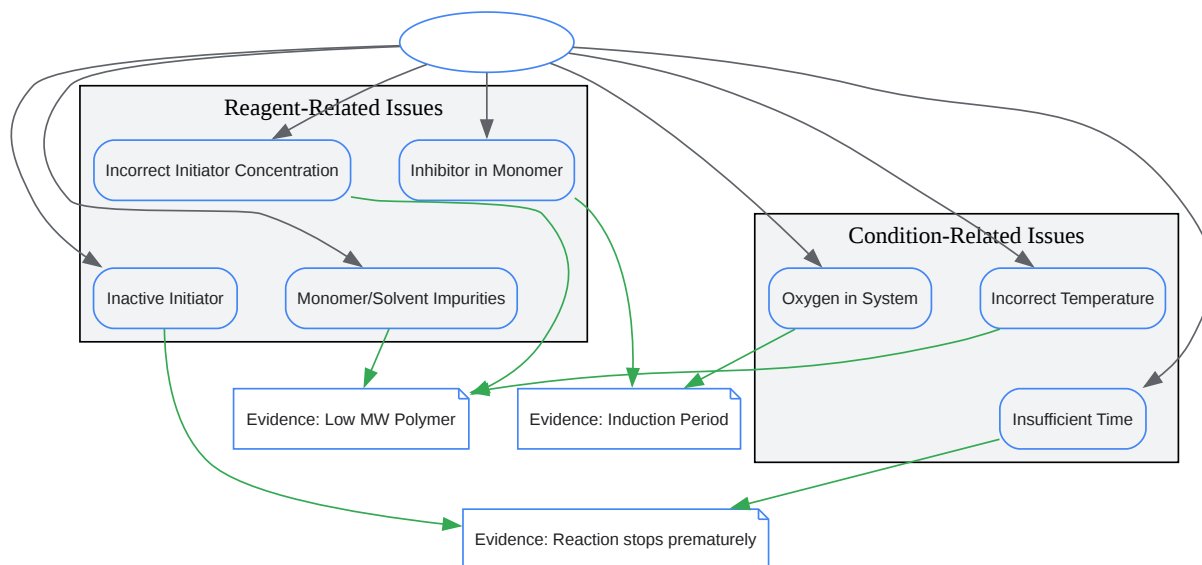 Reagent-Related Issues
Incorrect Initiator Concentration
Inhibitor in Monomer
Condition-Related Issues
Inactive Initiator
Monomer/Solvent Impurities
Oxygen in System
Incorrect Temperature
Evidence: Low MW Polymer
Evidence: Induction Period
Insufficient Time
Evidence: Reaction stops prematurely